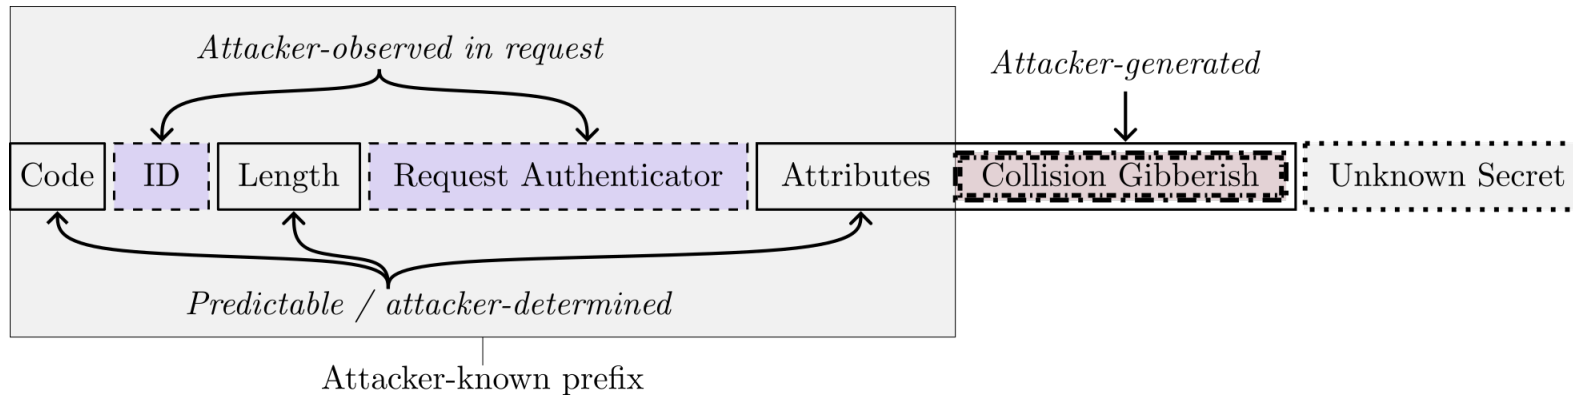 Attacker-observed in request
Attacker-generated
Code ID Length Request Authenticator Attributes Collision Gibberish Unknown Secret
Predictable / attacker-determined
Attacker-known prefix